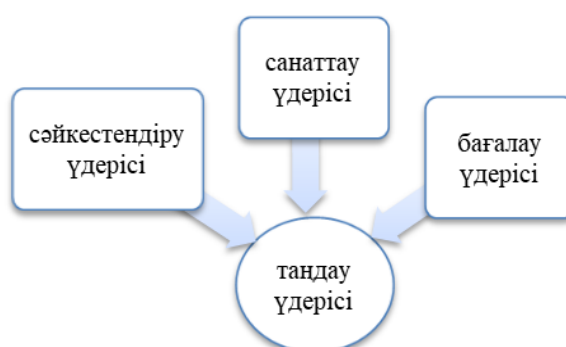 сәйкестендіру
үдерісі
санаттау
үдерісі
бағалау
үдерісі
таңдау
үдерісі